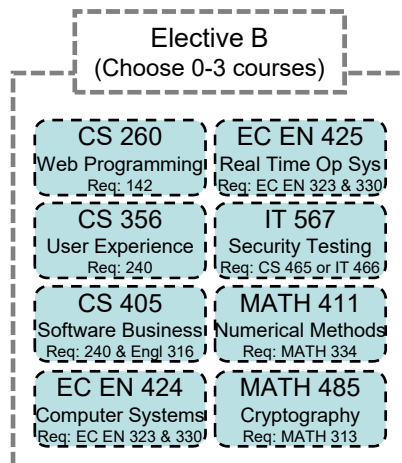 Elective B
(Choose 0-3 courses)
CS 260
Web Programming
Req: 142
EC EN 425
Real Time Op Sys
Req: EC EN 323 & 330
CS 356
User Experience
Req: 240
IT 567
Security Testing
Req: CS 465 or IT 466
CS 405
Software Business
Req: 240 & Engl 316
MATH 411
Numerical Methods
Req: MATH 334
EC EN 424
Computer Systems
Req: EC EN 323 & 330
MATH 485
Cryptography
Req: MATH 313